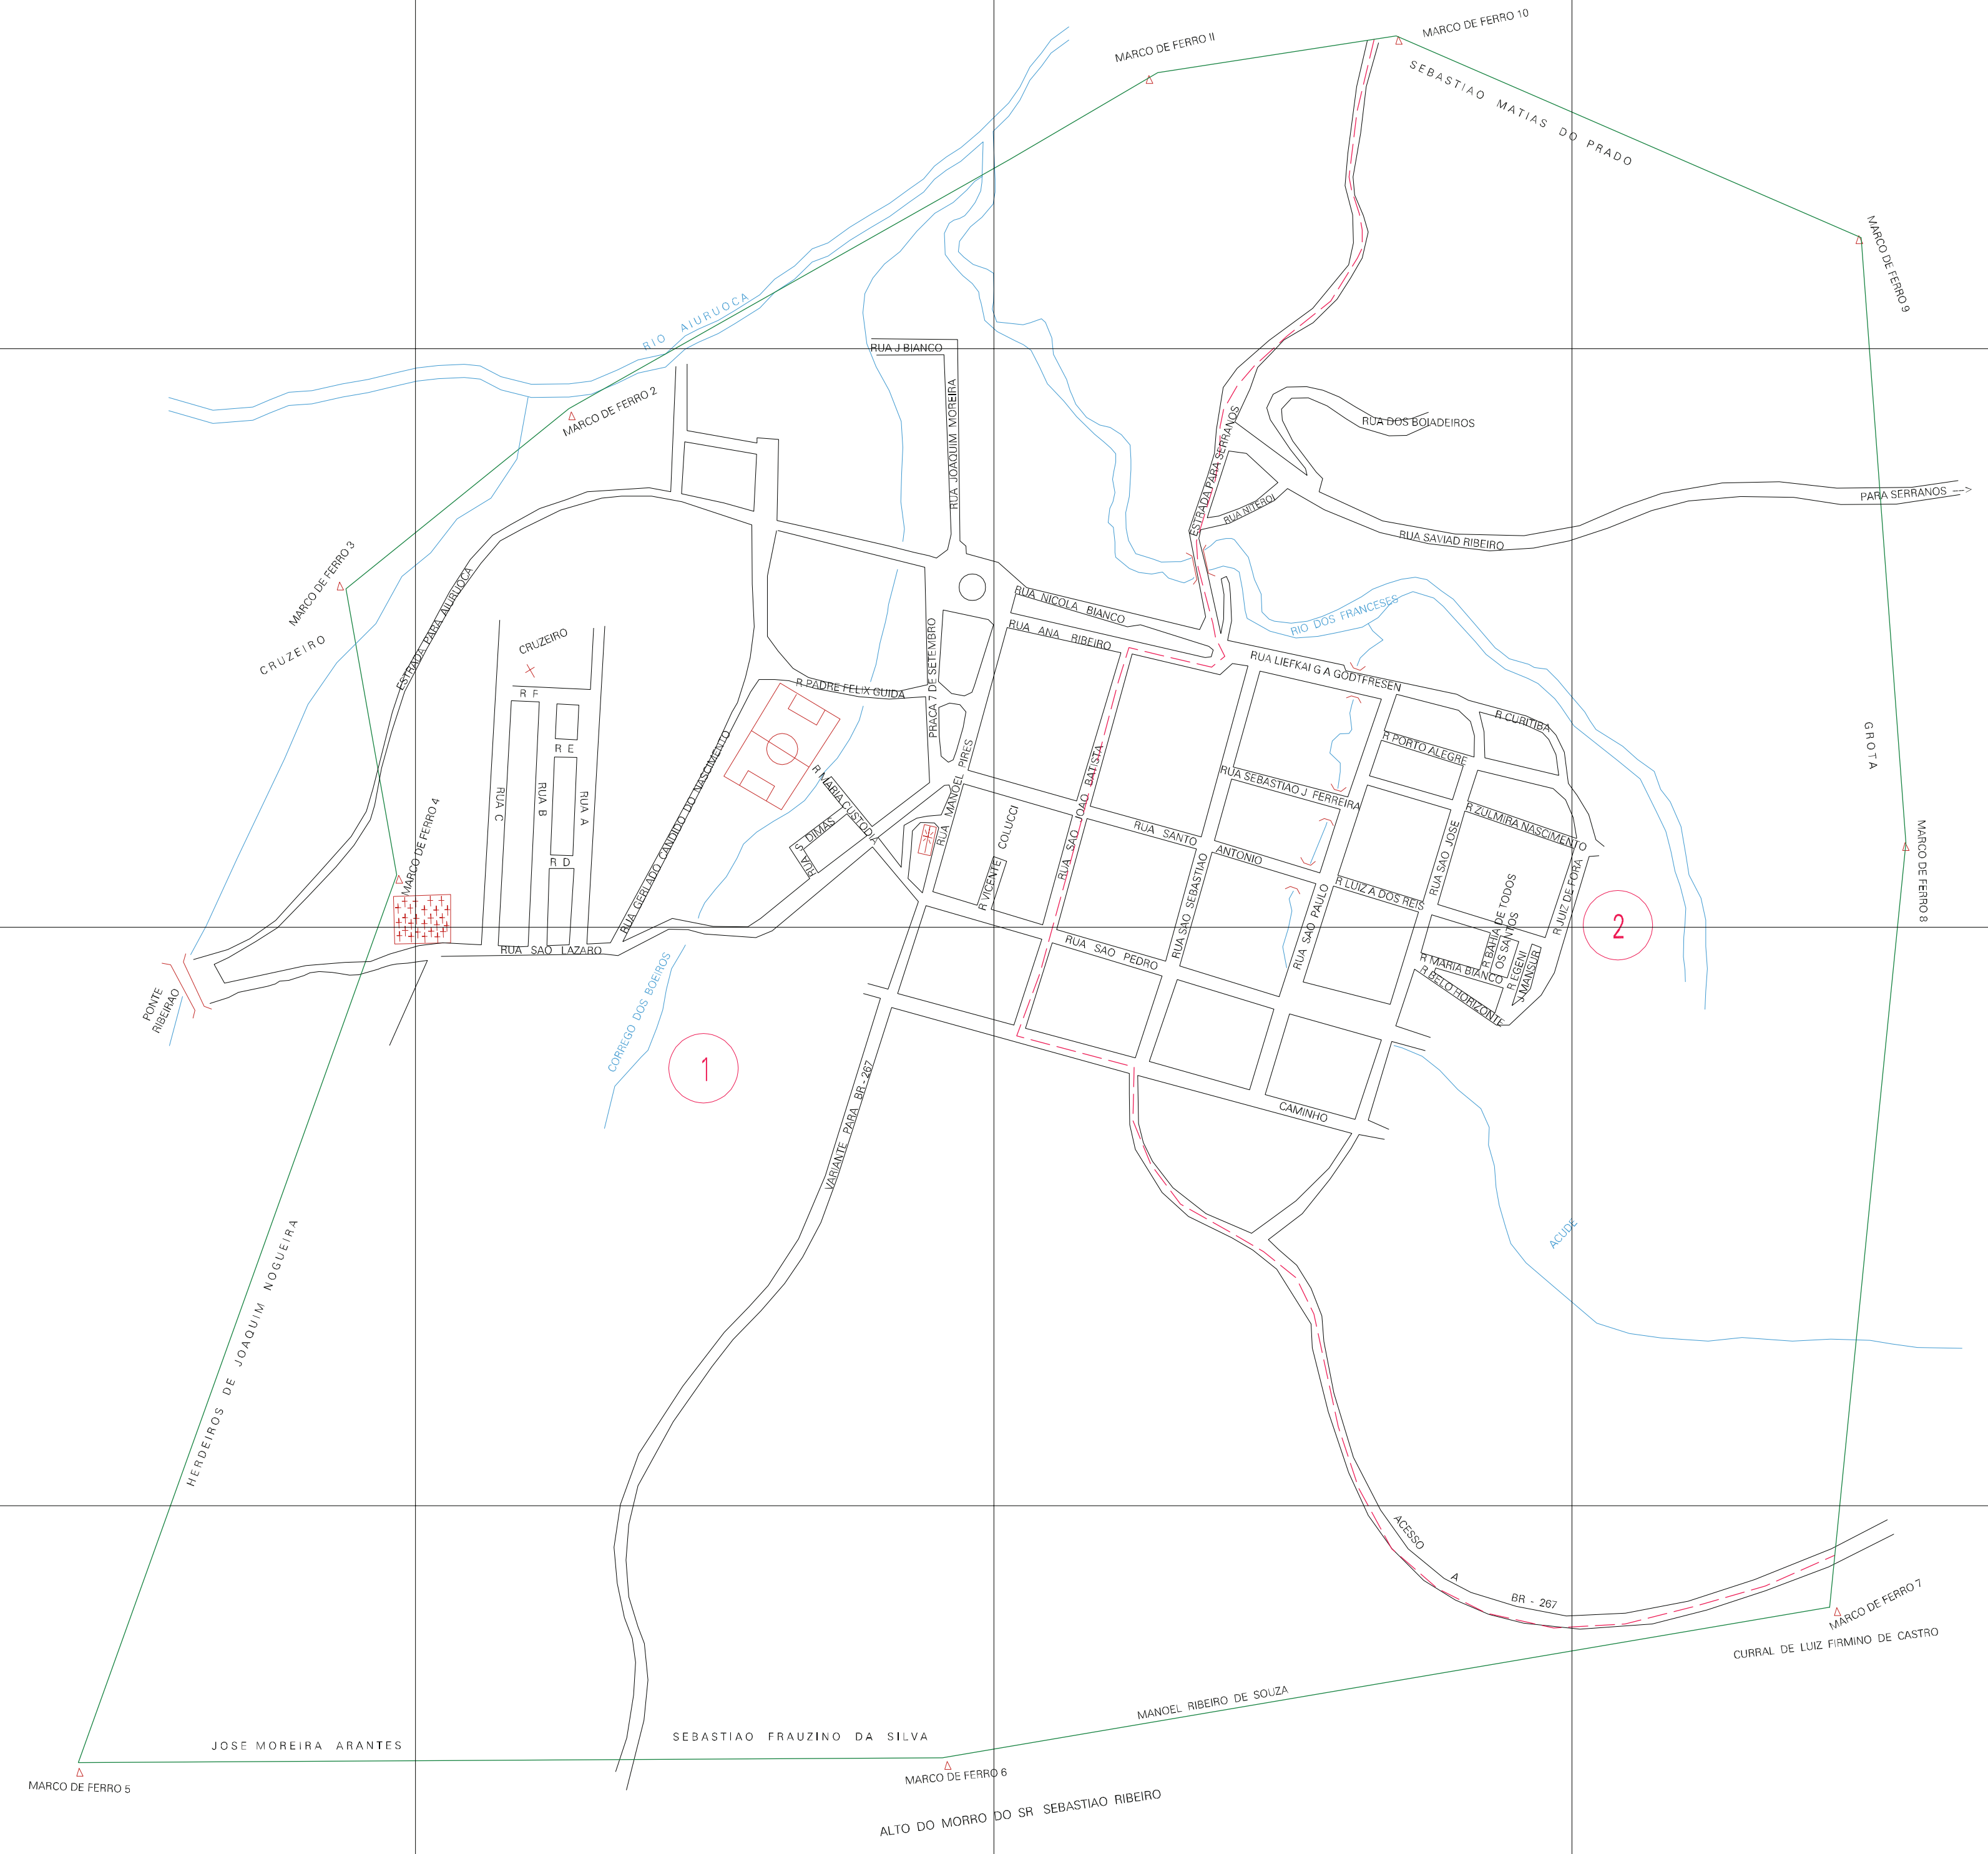 MARCO DE FERRO 10
MARCO DE FERRO II
SEBASTIAO MATIAS DO PRADO
MARCO DE FERRO 9
RIO AIURUOCA
RUA J BIANCO
RUA JOAQUIM MOREIRA
MARCO DE FERRO 2
RUA DOS BOIADEIROS
ESTRADA PARA SERRANOS
RUA NITEROI
PARA SERRANOS -->
RUA SAVIAD RIBEIRO
MARCO DE FERRO 3
CRUZEIRO
ESTRADA PARA AIURUOCA
CRUZEIRO
RUA NICOLA BIANCO
RUA ANA RIBEIRO
RIO DOS FRANCESES
RUA LIEFKAI G A GODTFRESEN
PRACA 7 DE SETEMBRO
R PADRE FELIX GUIDA
R F
R E
R D
RUA C
RUA B
RUA A
R CURITIBA
R PORTO ALEGRE
GROTA
RUA GERLADO CANDIDO DO NASCIMENTO
R MARIA CUSTODIA
RUA S DIMAS
RUA MANOEL PIRES
R VICENTE COLUCCI
RUA SAO JOAO BATISTA
RUA SEBASTIAO J FERREIRA
RUA SANTO ANTONIO
R ZULMIRA NASCIMENTO
RUA SAO JOSE
R LUIZ A DOS REIS
R JUIZ DE FORA
MARCO DE FERRO 4
MARCO DE FERRO 8
RUA SAO SEBASTIAO
RUA SAO PAULO
R BAHIA DE TODOS
OS SANTOS
R EGENI
J MANSUR
R MARIA BIANCO
R BELO HORIZONTE
RUA SAO LAZARO
RUA SAO PEDRO
2
PONTE
RIBEIRAO
CORREGO DOS BOEIROS
1
VARIANTE PARA BR - 267
CAMINHO
ACUDE
HERDEIROS DE JOAQUIM NOGUEIRA
ACESSO A BR - 267
MARCO DE FERRO 7
CURRAL DE LUIZ FIRMINO DE CASTRO
MANOEL RIBEIRO DE SOUZA
SEBASTIAO FRAUZINO DA SILVA
JOSE MOREIRA ARANTES
MARCO DE FERRO 5
MARCO DE FERRO 6
ALTO DO MORRO DO SR SEBASTIAO RIBEIRO